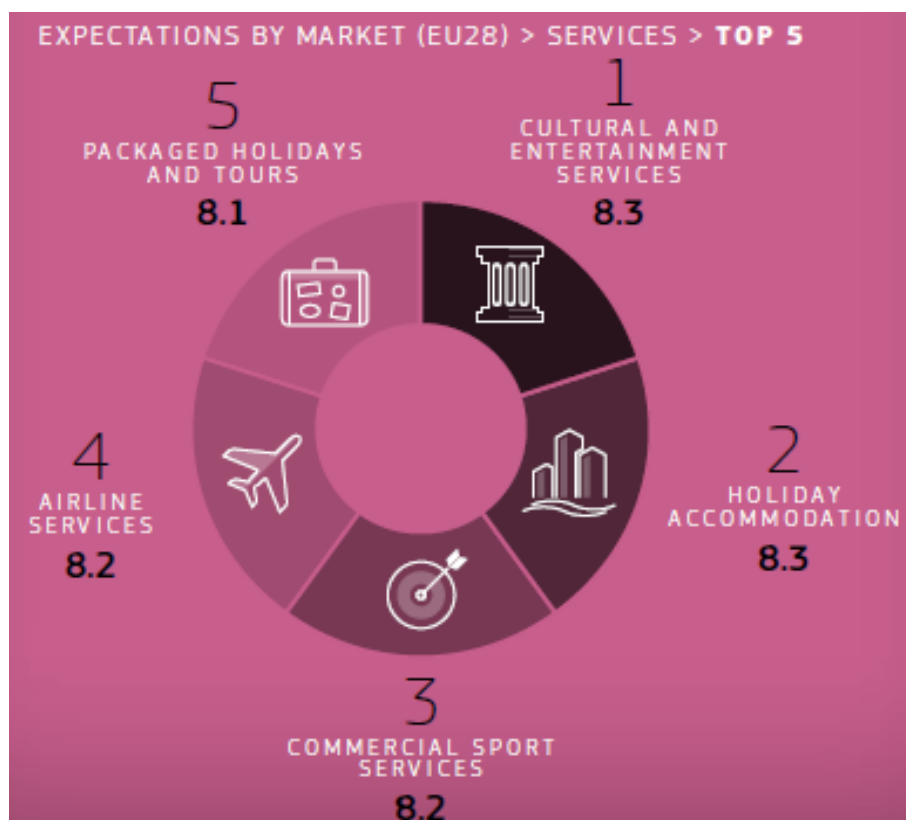 EXPECTATIONS BY MARKET (EU28) > SERVICES > TOP 5
1
CULTURAL AND
ENTERTAINMENT
SERVICES
8.3
2
HOLIDAY
ACCOMMODATION
8.3
3
COMMERCIAL SPORT
SERVICES
8.2
4
AIRLINE
SERVICES
8.2
5
PACKAGED HOLIDAYS
AND TOURS
8.1